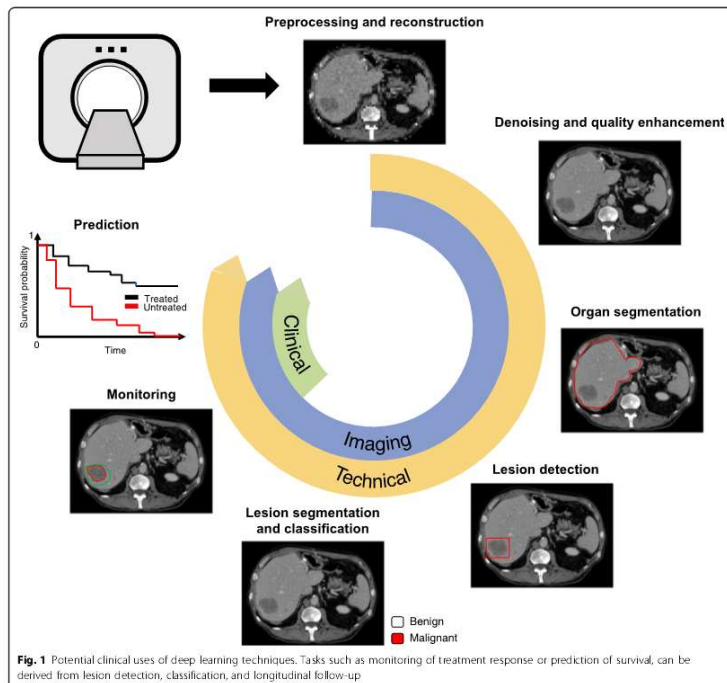 Preprocessing and reconstruction
Denoising and quality enhancement
Organ segmentation
Lesion detection
Benign
Malignant
Lesion segmentation
and classification
Monitoring
Prediction
1
Survival probability
Treated
Untreated
0
Time
Clinical
Imaging
Technical
Fig. 1 Potential clinical uses of deep learning techniques. Tasks such as monitoring of treatment response or prediction of survival, can be
derived from lesion detection, classification, and longitudinal follow-up